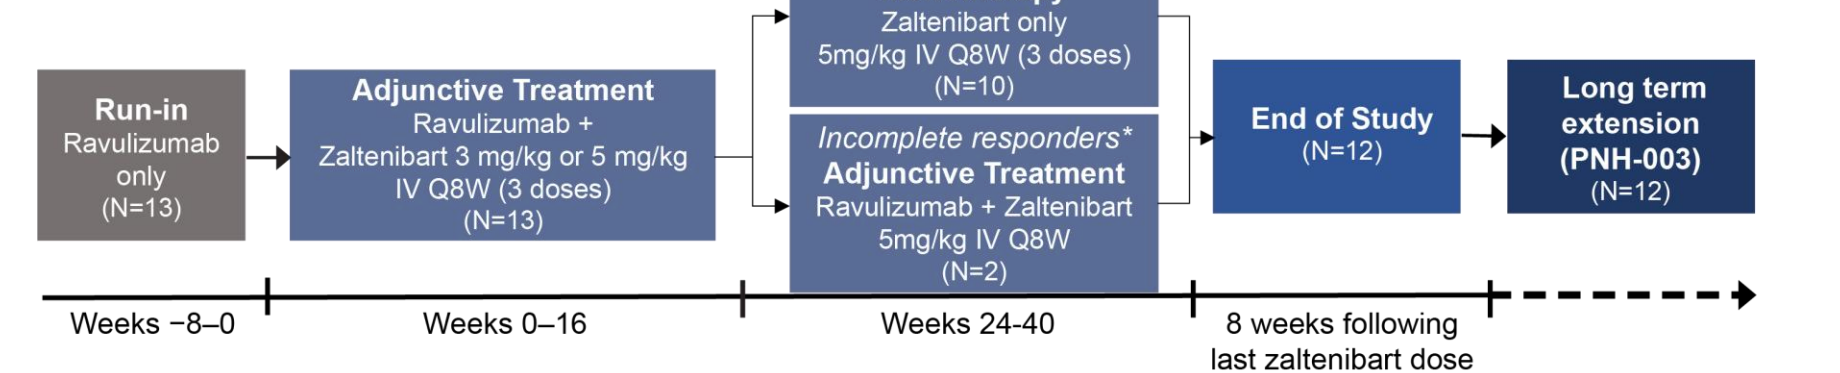 Run-in
Ravulizumab
only
(N=13)
Adjunctive Treatment
Ravulizumab +
Zaltenibart 3 mg/kg or 5 mg/kg
IV Q8W (3 doses)
(N=13)
Zaltenibart only
5mg/kg IV Q8W (3 doses)
(N=10)
Incomplete responders*
Adjunctive Treatment
Ravulizumab + Zaltenibart
5mg/kg IV Q8W
(N=2)
End of Study
(N=12)
Long term
extension
(PNH-003)
(N=12)
Weeks −8–0
Weeks 0–16
Weeks 24-40
8 weeks following
last zaltenibart dose